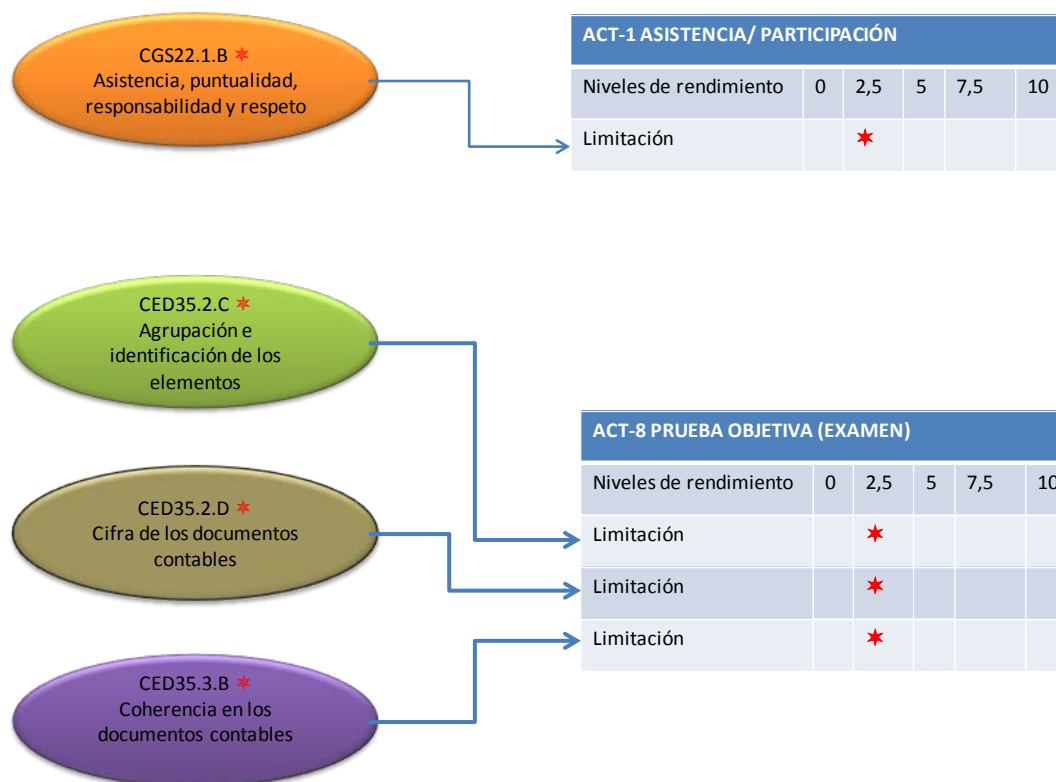 CGS22.1.B
Asistencia, puntualidad,
responsabilidad y respeto
ACT-1 ASISTENCIA/ PARTICIPACIÓN
Niveles de rendimiento 0 2,5 5 7,5 10
Limitación
CED35.2.C
Agrupación e
identificación de los
elementos
CED35.2.D
Cifra de los documentos
contables
CED35.3.B
Coherencia en los
documentos contables
ACT-8 PRUEBA OBJETIVA (EXAMEN)
Niveles de rendimiento 0 2,5 5 7,5 10
Limitación
Limitación
Limitación